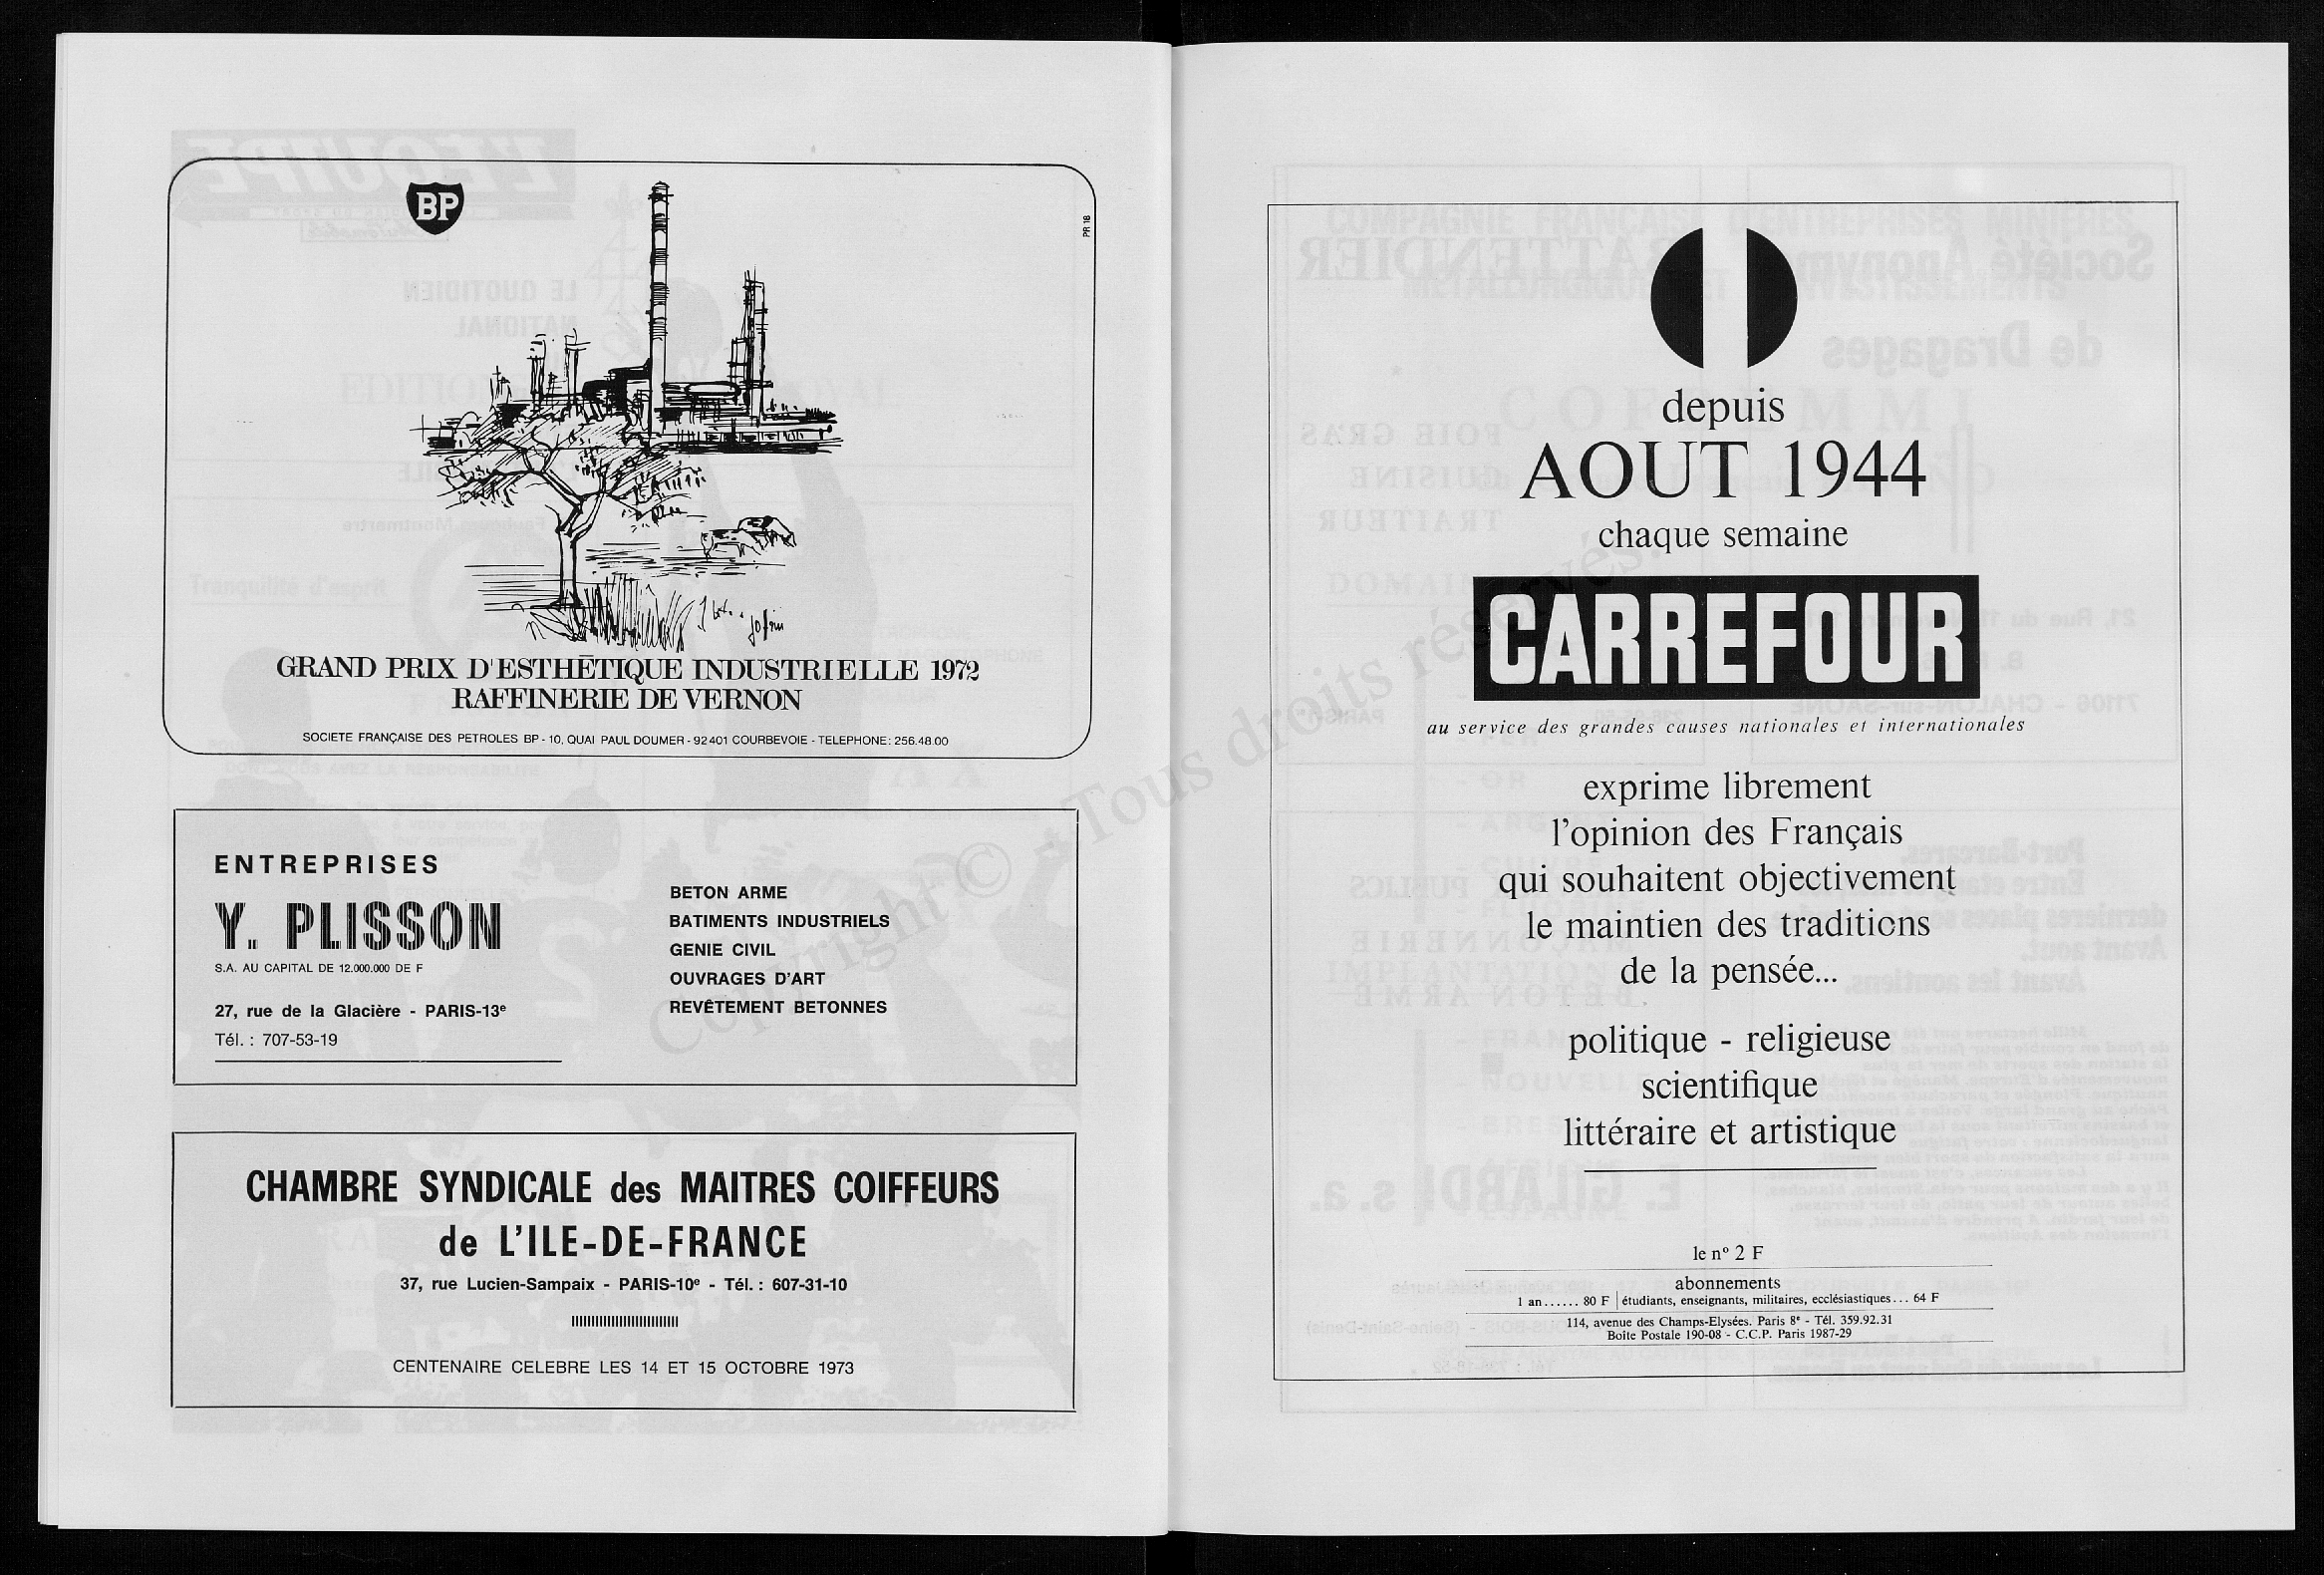 BP
PR 18
GRAND PRIX D'ESTHÉTIQUE INDUSTRIELLE 1972
RAFFINERIE DE VERNON
SOCIETE FRANÇAISE DES PETROLES BP - 10, QUAI PAUL DOUMER - 92401 COURBEVOIE - TELEPHONE: 256.48.00
ENTREPRISES
Y. PLISSON
S.A. AU CAPITAL DE 12.000.000 DE F
27, rue de la Glacière - PARIS-13e
Tél. : 707-53-19
BETON ARME
BATIMENTS INDUSTRIELS
GENIE CIVIL
OUVRAGES D'ART
REVÊTEMENT BETONNES
CHAMBRE SYNDICALE des MAITRES COIFFEURS
de L'ILE-DE-FRANCE
37, rue Lucien-Sampaix - PARIS-10e - Tél. : 607-31-10
CENTENAIRE CELEBRE LES 14 ET 15 OCTOBRE 1973
Copyright © - Tous droits réservés.
depuis
AOUT 1944
chaque semaine
CARREFOUR
au service des grandes causes nationales et internationales
exprime librement
l'opinion des Français
qui souhaitent objectivement
le maintien des traditions
de la pensée...
politique - religieuse
scientifique
littéraire et artistique
le nº 2 F
abonnements
1 an...... 80 F | étudiants, enseignants, militaires, ecclésiastiques... 64 F
114, avenue des Champs-Elysées. Paris 8e - Tél. 359.92.31
Boîte Postale 190-08 - C.C.P. Paris 1987-29